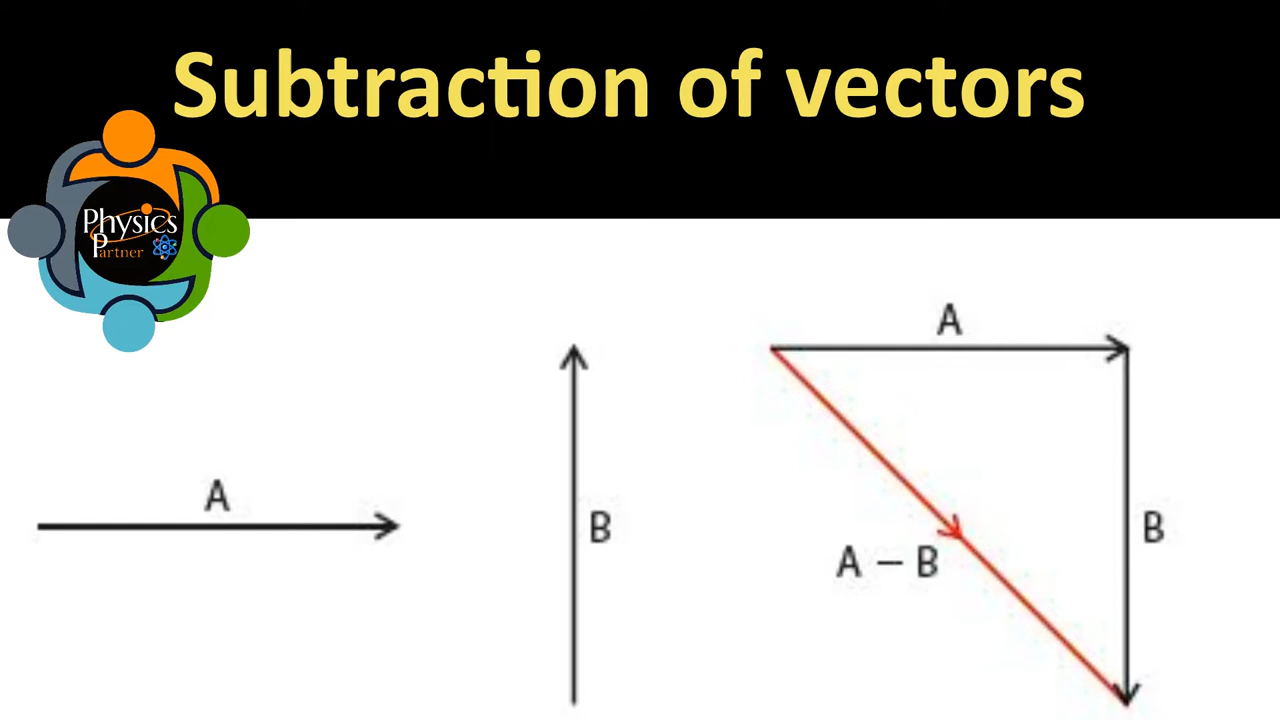 Subtraction of vectors
Physics
Partner
A
B
A
B
A – B